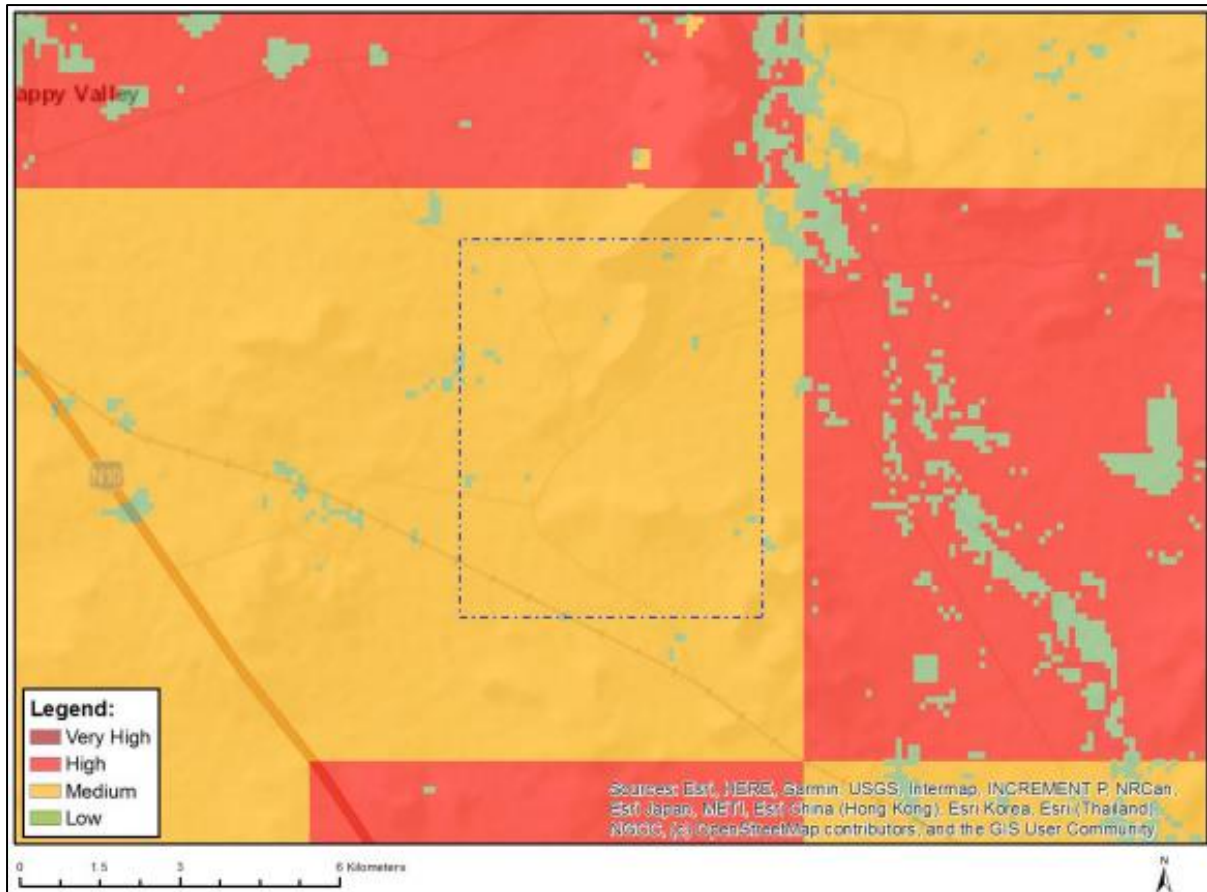 appy Valley
N10
Legend:
Very High
High
Medium
Low
Sources: Esri, HERE, Garmin, USGS, Intermap, INCREMENT P, NRCan,
Esri Japan, METI, Esri China (Hong Kong), Esri Korea, Esri (Thailand),
NGCC, (c) OpenStreetMap contributors, and the GIS User Community
0 1.5 3 6 Kilometers
N